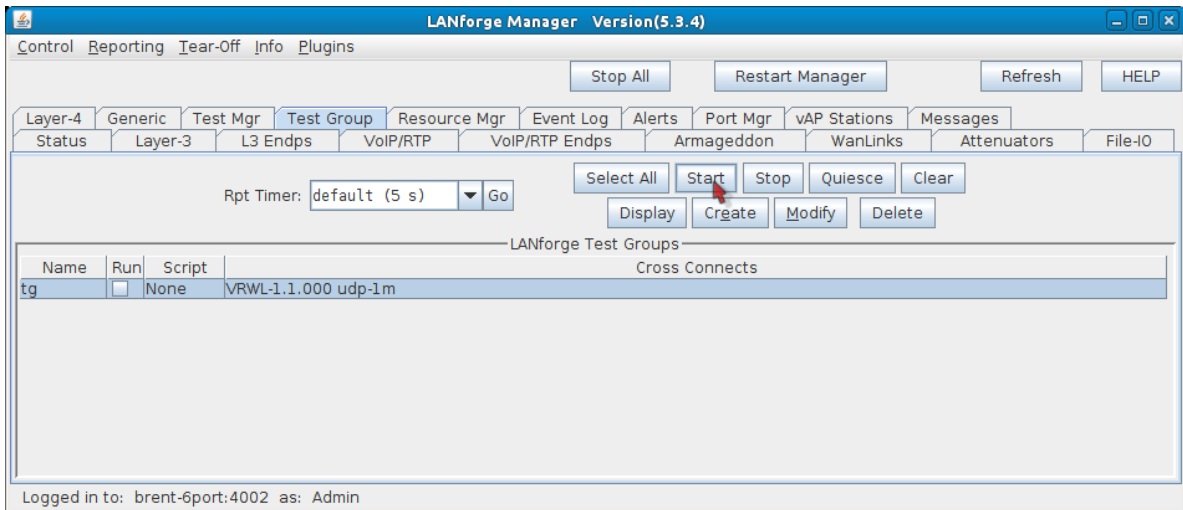 LANforge Manager Version(5.3.4)
Control Reporting Tear-Off Info Plugins
Stop All Restart Manager Refresh HELP
Layer-4 Generic Test Mgr Test Group Resource Mgr Event Log Alerts Port Mgr vAP Stations Messages
Status Layer-3 L3 Endps VoIP/RTP VoIP/RTP Endps Armageddon WanLinks Attenuators File-IO
Select All Start Stop Quiesce Clear
Rpt Timer: default (5 s) Go
Display Create Modify Delete
LANforge Test Groups
Name Run Script Cross Connects
tg None VRWL-1.1.000 udp-1m
Logged in to: brent-6port:4002 as: Admin